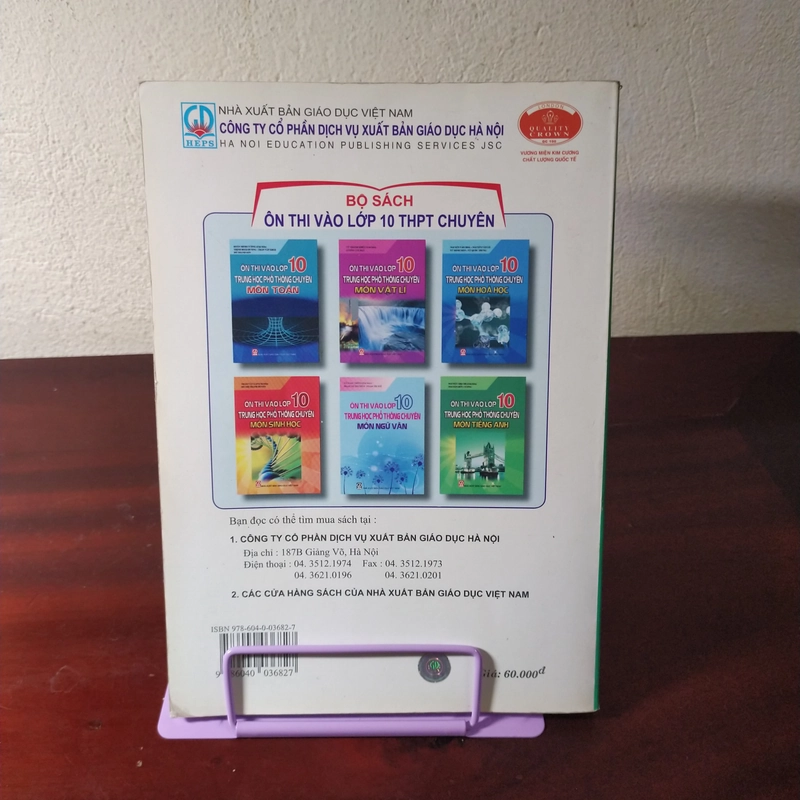 NHÀ XUẤT BẢN GIÁO DỤC VIỆT NAM
CÔNG TY CỔ PHẦN DỊCH VỤ XUẤT BẢN GIÁO DỤC HÀ NỘI
HEPS
HA NOI EDUCATION PUBLISHING SERVICES JSC
LONDON
QUALITY
CROWN
VƯƠNG MIỆN KIM CƯƠNG
CHẤT LƯỢNG QUỐC TẾ
BỘ SÁCH
ÔN THI VÀO LỚP 10 THPT CHUYÊN
ÔN THI VÀO LỚP 10
TRUNG HỌC PHỔ THÔNG CHUYÊN
MÔN TOÁN
ÔN THI VÀO LỚP 10
TRUNG HỌC PHỔ THÔNG CHUYÊN
MÔN VẬT LÍ
ÔN THI VÀO LỚP 10
TRUNG HỌC PHỔ THÔNG CHUYÊN
MÔN HÓA HỌC
ÔN THI VÀO LỚP 10
TRUNG HỌC PHỔ THÔNG CHUYÊN
MÔN SINH HỌC
ÔN THI VÀO LỚP 10
TRUNG HỌC PHỔ THÔNG CHUYÊN
MÔN NGỮ VĂN
ÔN THI VÀO LỚP 10
TRUNG HỌC PHỔ THÔNG CHUYÊN
MÔN TIẾNG ANH
Bạn đọc có thể tìm mua sách tại :
1. CÔNG TY CỔ PHẦN DỊCH VỤ XUẤT BẢN GIÁO DỤC HÀ NỘI
Địa chỉ : 187B Giảng Võ, Hà Nội
Điện thoại : 04. 3512.1974 Fax : 04. 3512.1973
04. 3621.0196 04. 3621.0201
2. CÁC CỬA HÀNG SÁCH CỦA NHÀ XUẤT BẢN GIÁO DỤC VIỆT NAM
ISBN 978-604-0-03682-7
036827
Giá: 60.000đ